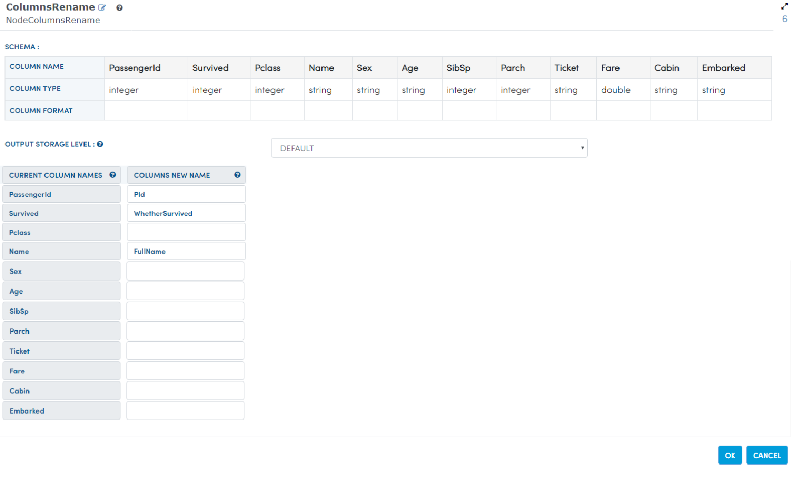 ColumnsRename
NodeColumnsRename
6
SCHEMA :
COLUMN NAME PassengerId Survived Pclass Name Sex Age SibSp Parch Ticket Fare Cabin Embarked
COLUMN TYPE integer integer integer string string string integer integer string double string string
COLUMN FORMAT
OUTPUT STORAGE LEVEL : DEFAULT
CURRENT COLUMN NAMES COLUMNS NEW NAME
PassengerId PId
Survived WhetherSurvived
Pclass
Name FullName
Sex
Age
SibSp
Parch
Ticket
Fare
Cabin
Embarked
OK CANCEL